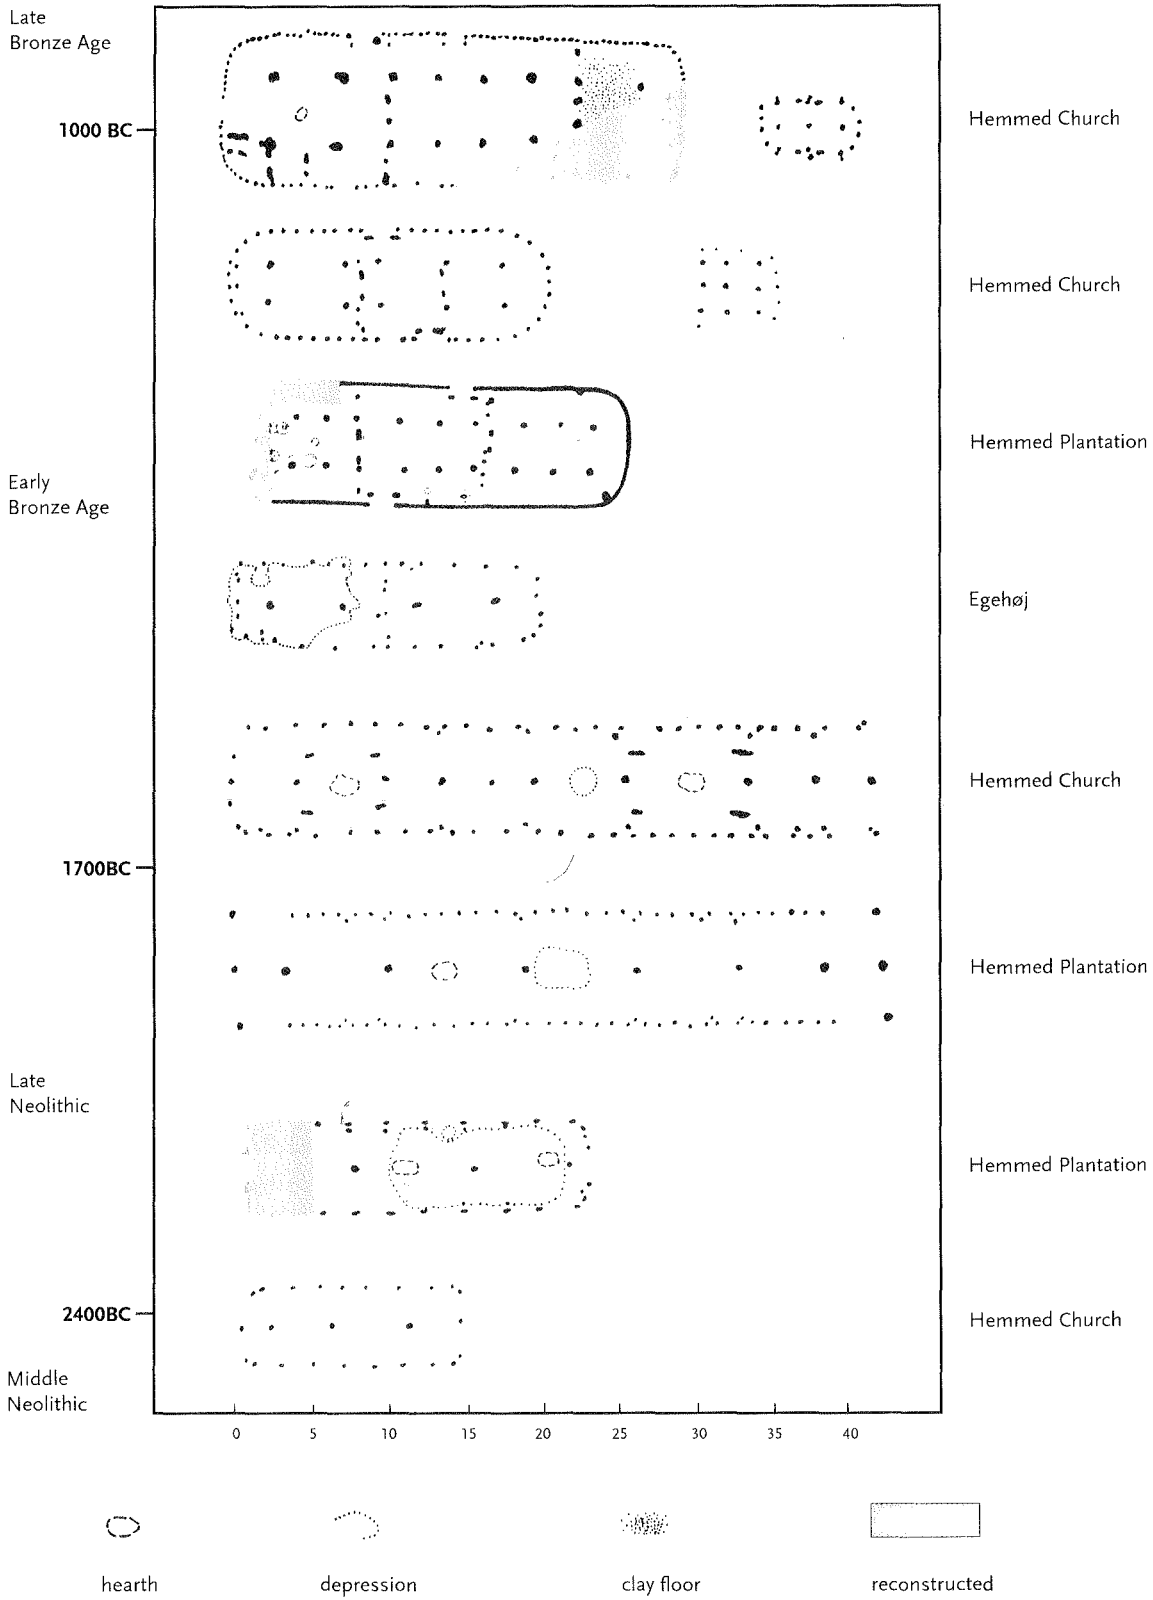 Late
Bronze Age
1000 BC
Hemmed Church
Hemmed Church
Hemmed Plantation
Early
Bronze Age
Egehøj
Hemmed Church
1700BC
Hemmed Plantation
Late
Neolithic
Hemmed Plantation
2400BC
Hemmed Church
Middle
Neolithic
0 5 10 15 20 25 30 35 40
hearth depression clay floor reconstructed